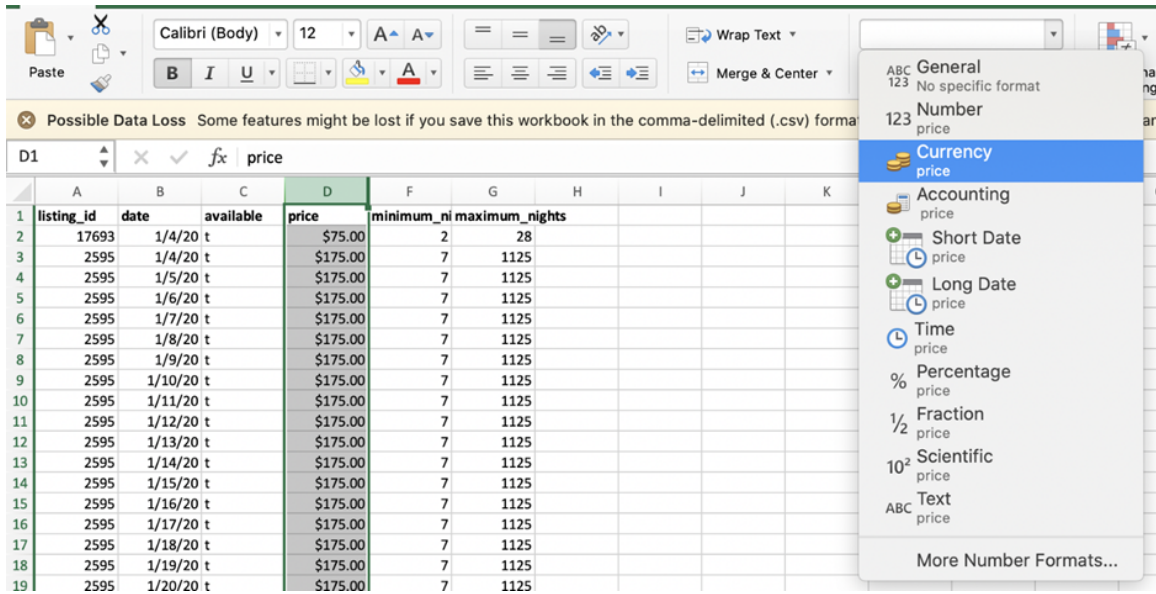 Calibri (Body) 12 A A Wrap Text
Paste B I U A Merge & Center
Possible Data Loss Some features might be lost if you save this workbook in the comma-delimited (.csv)
D1 fx price
A B C D F G H I J K
1 listing_id date available price minimum_ni maximum_nights
2 17693 1/4/20 t $75.00 2 28
3 2595 1/4/20 t $175.00 7 1125
4 2595 1/5/20 t $175.00 7 1125
5 2595 1/6/20 t $175.00 7 1125
6 2595 1/7/20 t $175.00 7 1125
7 2595 1/8/20 t $175.00 7 1125
8 2595 1/9/20 t $175.00 7 1125
9 2595 1/10/20 t $175.00 7 1125
10 2595 1/11/20 t $175.00 7 1125
11 2595 1/12/20 t $175.00 7 1125
12 2595 1/13/20 t $175.00 7 1125
13 2595 1/14/20 t $175.00 7 1125
14 2595 1/15/20 t $175.00 7 1125
15 2595 1/16/20 t $175.00 7 1125
16 2595 1/17/20 t $175.00 7 1125
17 2595 1/18/20 t $175.00 7 1125
18 2595 1/19/20 t $175.00 7 1125
19 2595 1/20/20 t $175.00 7 1125
ABC 123 General
No specific format
123 Number
price
Currency
price
Accounting
price
Short Date
price
Long Date
price
Time
price
% Percentage
price
1/2 Fraction
price
10² Scientific
price
ABC Text
price
More Number Formats...